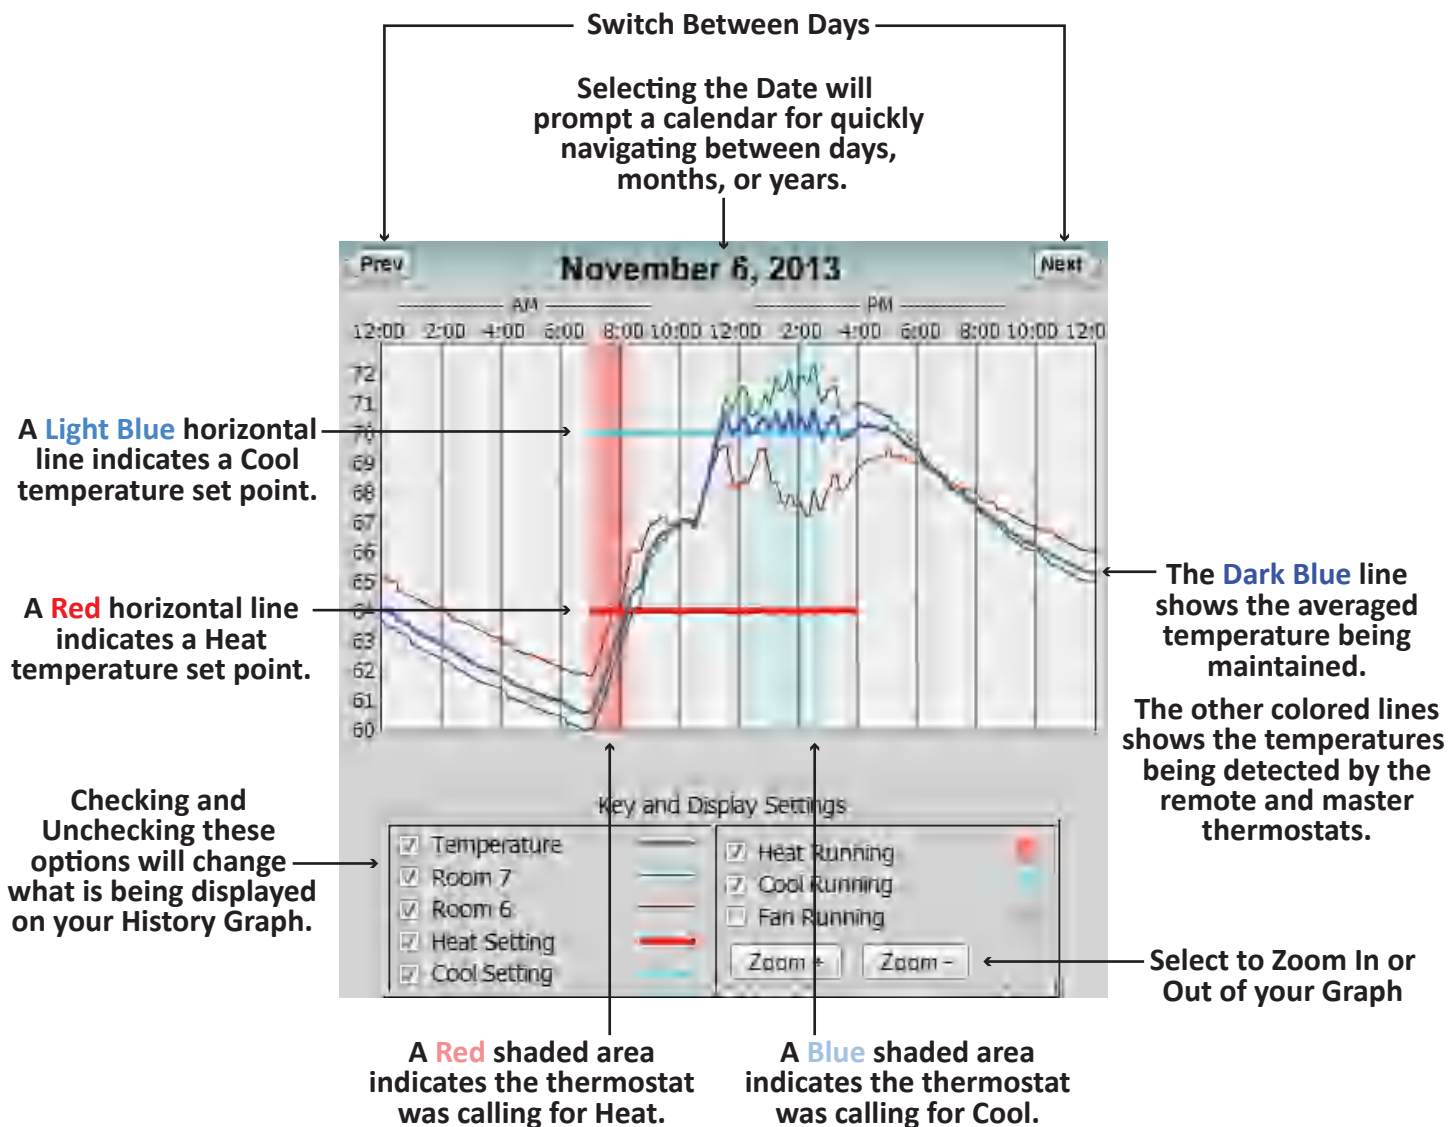 Switch Between Days
Selecting the Date will
prompt a calendar for quickly
navigating between days,
months, or years.
Prev
November 6, 2013
Next
AM
PM
12:00 2:00 4:00 6:00 8:00 10:00 12:00 2:00 4:00 6:00 8:00 10:00 12:0
72
71
70
69
68
67
66
65
64
63
62
61
60
A Light Blue horizontal
line indicates a Cool
temperature set point.
A Red horizontal line
indicates a Heat
temperature set point.
The Dark Blue line
shows the averaged
temperature being
maintained.
The other colored lines
shows the temperatures
being detected by the
remote and master
thermostats.
Checking and
Unchecking these
options will change
what is being displayed
on your History Graph.
Key and Display Settings
Temperature
Room 7
Room 6
Heat Setting
Cool Setting
Heat Running
Cool Running
Fan Running
Zoom + Zoom -
Select to Zoom In or
Out of your Graph
A Red shaded area
indicates the thermostat
was calling for Heat.
A Blue shaded area
indicates the thermostat
was calling for Cool.